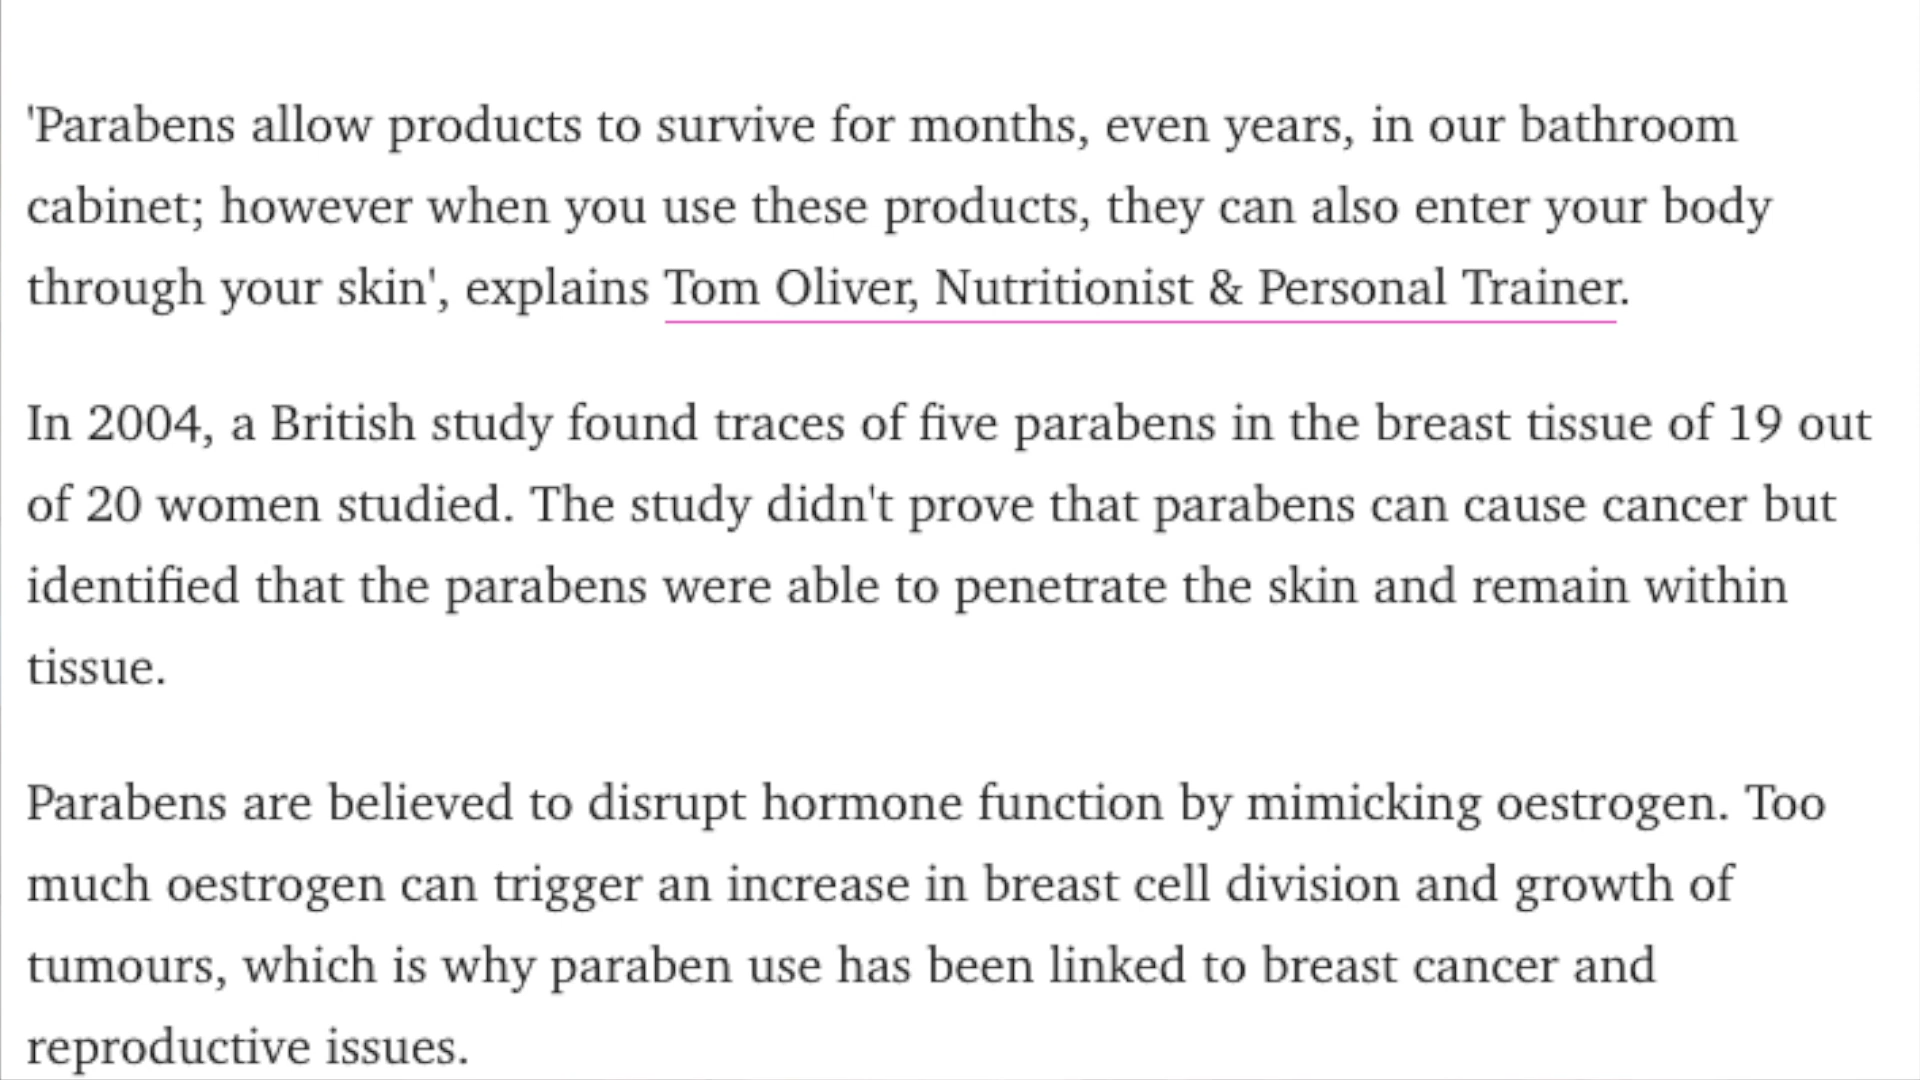 'Parabens allow products to survive for months, even years, in our bathroom
cabinet; however when you use these products, they can also enter your body
through your skin', explains Tom Oliver, Nutritionist & Personal Trainer.
In 2004, a British study found traces of five parabens in the breast tissue of 19 out
of 20 women studied. The study didn't prove that parabens can cause cancer but
identified that the parabens were able to penetrate the skin and remain within
tissue.
Parabens are believed to disrupt hormone function by mimicking oestrogen. Too
much oestrogen can trigger an increase in breast cell division and growth of
tumours, which is why paraben use has been linked to breast cancer and
reproductive issues.